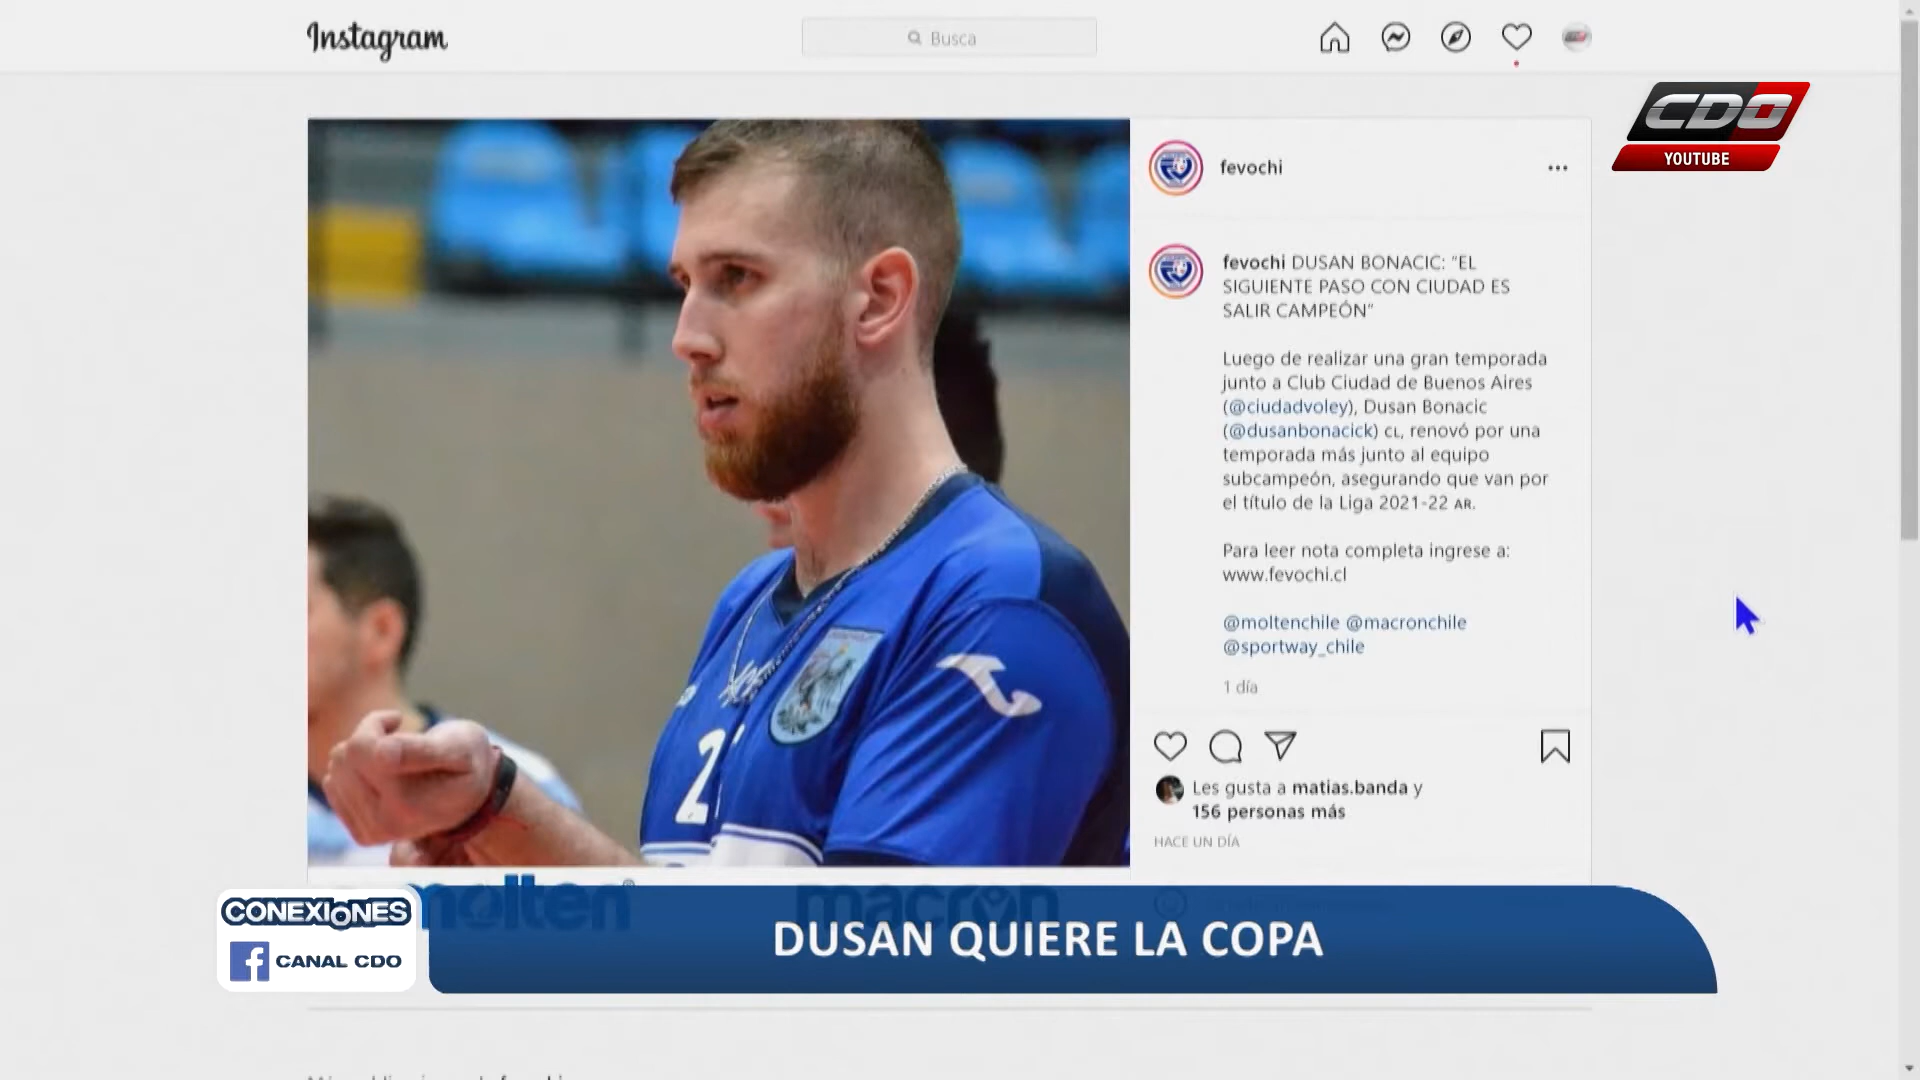 Instagram
Busca
CDO
YOUTUBE
fevochi
fevochi DUSAN BONACIC: "EL
SIGUIENTE PASO CON CIUDAD ES
SALIR CAMPEÓN"
Luego de realizar una gran temporada
junto a Club Ciudad de Buenos Aires
(@ciudadvoley), Dusan Bonacic
(@dusanbonacick) CL, renovó por una
temporada más junto al equipo
subcampeón, asegurando que van por
el título de la Liga 2021-22 AR.
Para leer nota completa ingrese a:
www.fevochi.cl
@moltenchile @macronchile
@sportway_chile
1 día
Les gusta a matias.banda y
156 personas más
HACE UN DÍA
2
molten®
macron
CONEXIONES
CANAL CDO
DUSAN QUIERE LA COPA